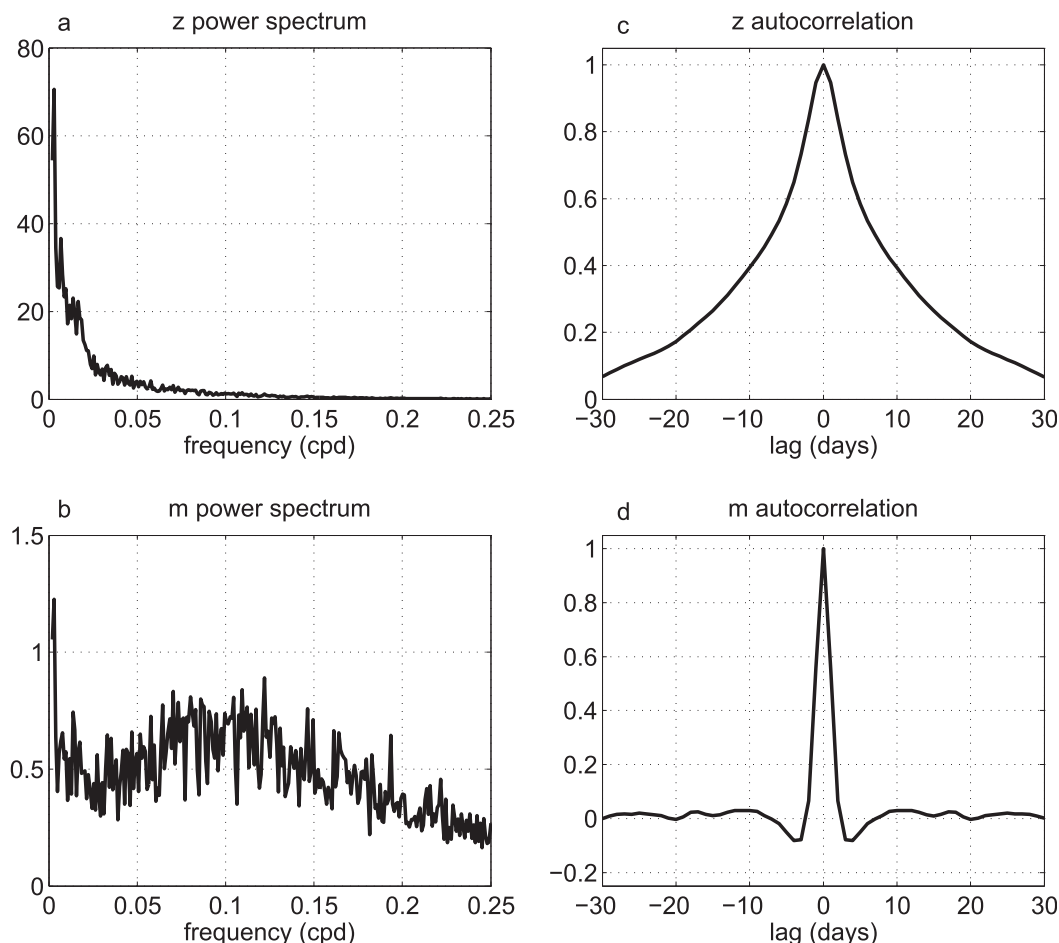 a
z power spectrum
80
60
40
20
0
0 0.05 0.1 0.15 0.2 0.25
frequency (cpd)
c
z autocorrelation
1
0.8
0.6
0.4
0.2
0
−30 −20 −10 0 10 20 30
lag (days)
b
m power spectrum
1.5
1
0.5
0
0 0.05 0.1 0.15 0.2 0.25
frequency (cpd)
d
m autocorrelation
1
0.8
0.6
0.4
0.2
0
−0.2
−30 −20 −10 0 10 20 30
lag (days)